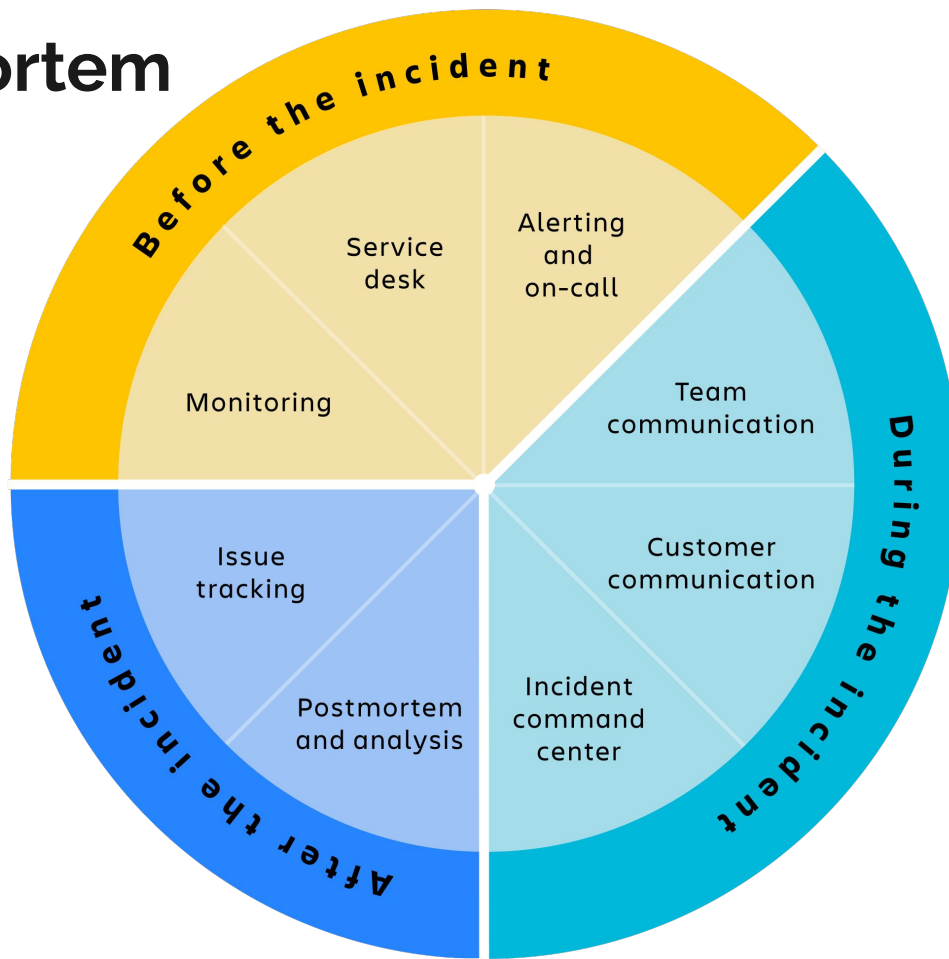 ortem
Before the incident
Monitoring
Service
desk
Alerting
and
on-call
During the incident
Team
communication
Customer
communication
Incident
command
center
After the incident
Postmortem
and analysis
Issue
tracking